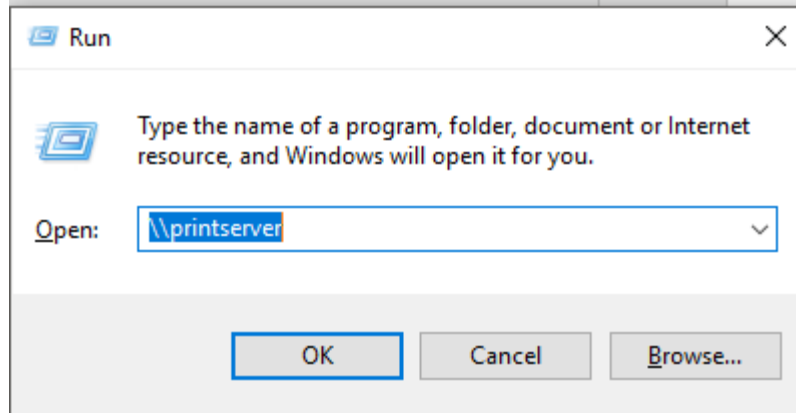 Run
Type the name of a program, folder, document or Internet
resource, and Windows will open it for you.
Open: \\printserver
OK Cancel Browse...